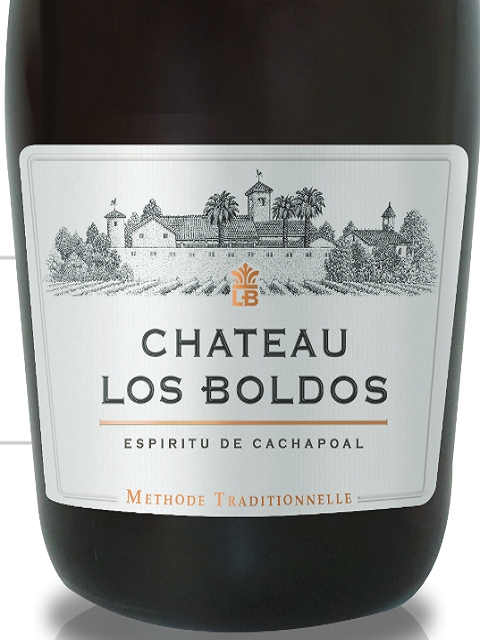 LB
CHATEAU
LOS BOLDOS
ESPIRITU DE CACHAPOAL
METHODE TRADITIONNELLE